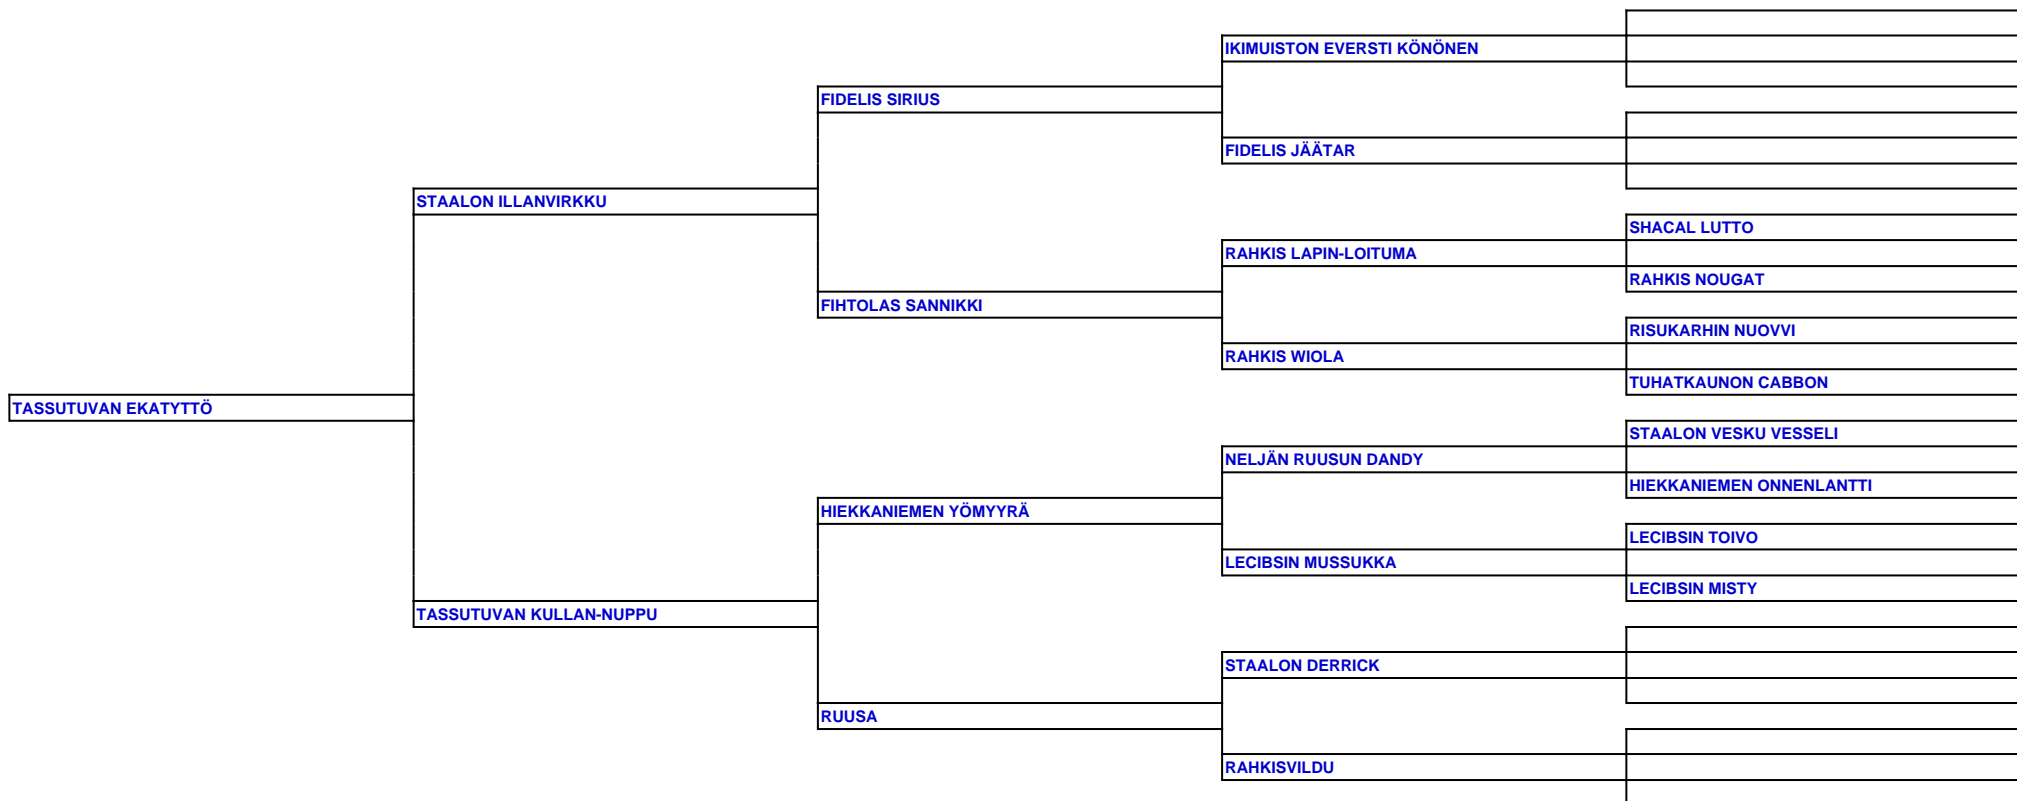 IKIMUISTON EVERSTI KÖNÖNEN
FIDELIS SIRIUS
FIDELIS JÄÄTAR
STAALON ILLANVIRKKU
SHACAL LUTTO
RAHKIS LAPIN-LOITUMA
RAHKIS NOUGAT
FIHTOLAS SANNIKKI
RISUKARHIN NUOVVI
RAHKIS WIOLA
TUHATKAUNON CABBON
TASSUTUVAN EKATYTTÖ
STAALON VESKU VESSELI
NELJÄN RUUSUN DANDY
HIEKKANIEMEN ONNENLANTTI
HIEKKANIEMEN YÖMYYRÄ
LECIBSIN TOIVO
LECIBSIN MUSSUKKA
LECIBSIN MISTY
TASSUTUVAN KULLAN-NUPPU
STAALON DERRICK
RUUSA
RAHKISVILDU